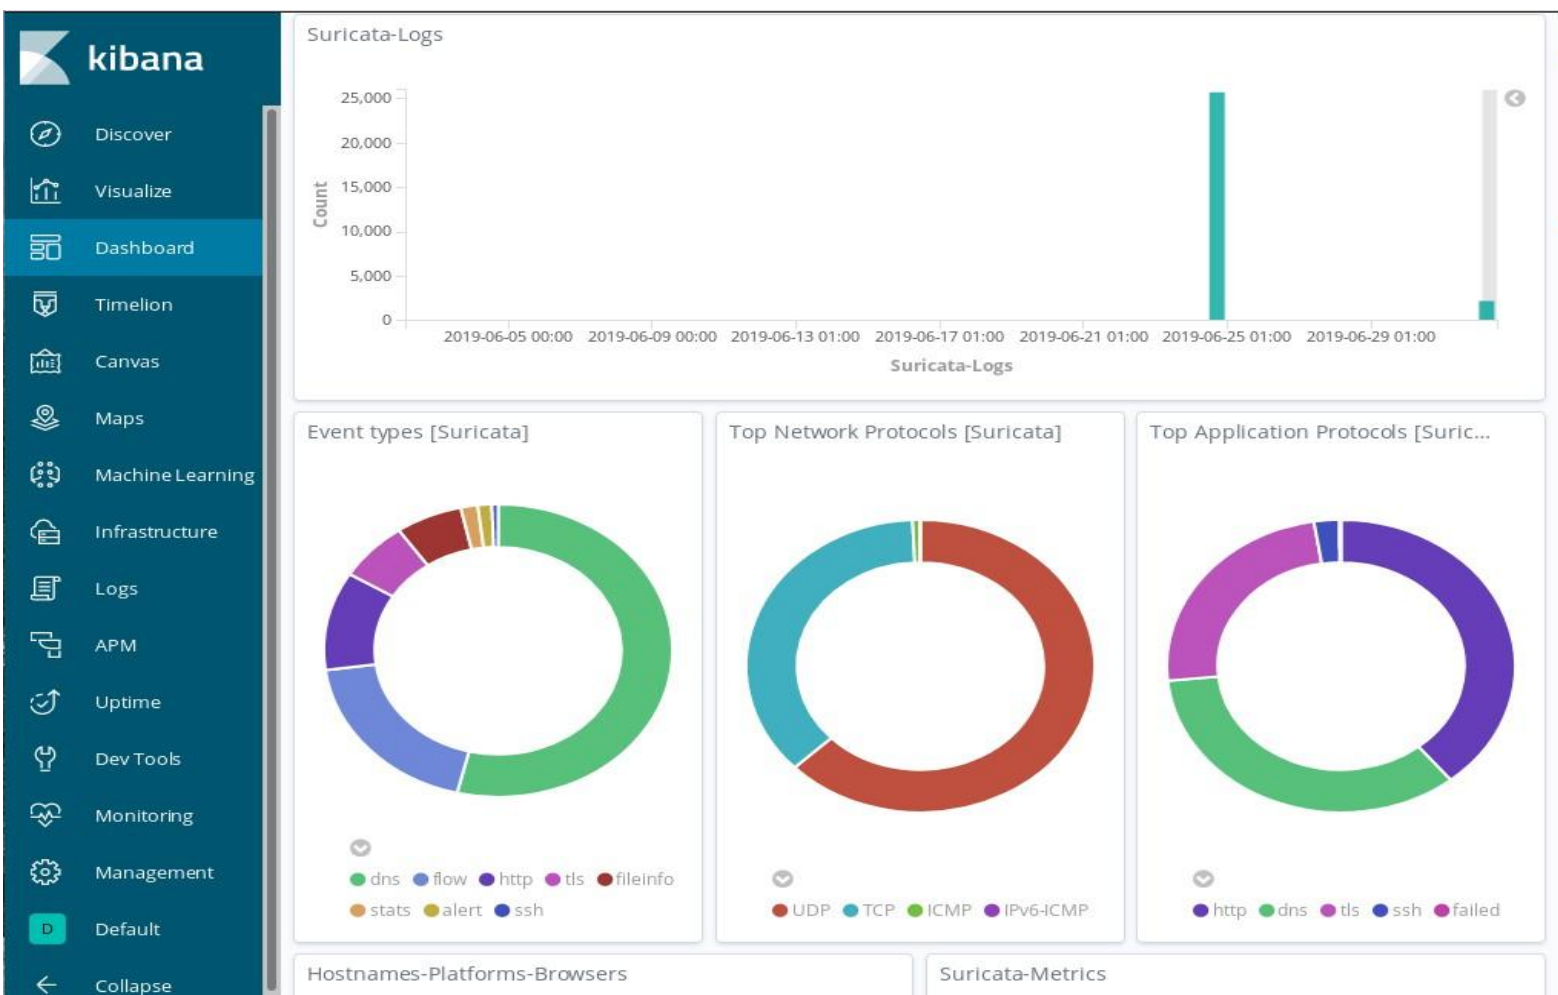 kibana
Discover
Visualize
Dashboard
Timelion
Canvas
Maps
Machine Learning
Infrastructure
Logs
APM
Uptime
Dev Tools
Monitoring
Management
D Default
Collapse
Suricata-Logs
25,000
20,000
15,000
10,000
5,000
0
Count
2019-06-05 00:00 2019-06-09 00:00 2019-06-13 01:00 2019-06-17 01:00 2019-06-21 01:00 2019-06-25 01:00 2019-06-29 01:00
Suricata-Logs
Event types [Suricata]
dns flow http tls fileinfo
stats alert ssh
Top Network Protocols [Suricata]
UDP TCP ICMP IPv6-ICMP
Top Application Protocols [Suric...
http dns tls ssh failed
Hostnames-Platforms-Browsers
Suricata-Metrics